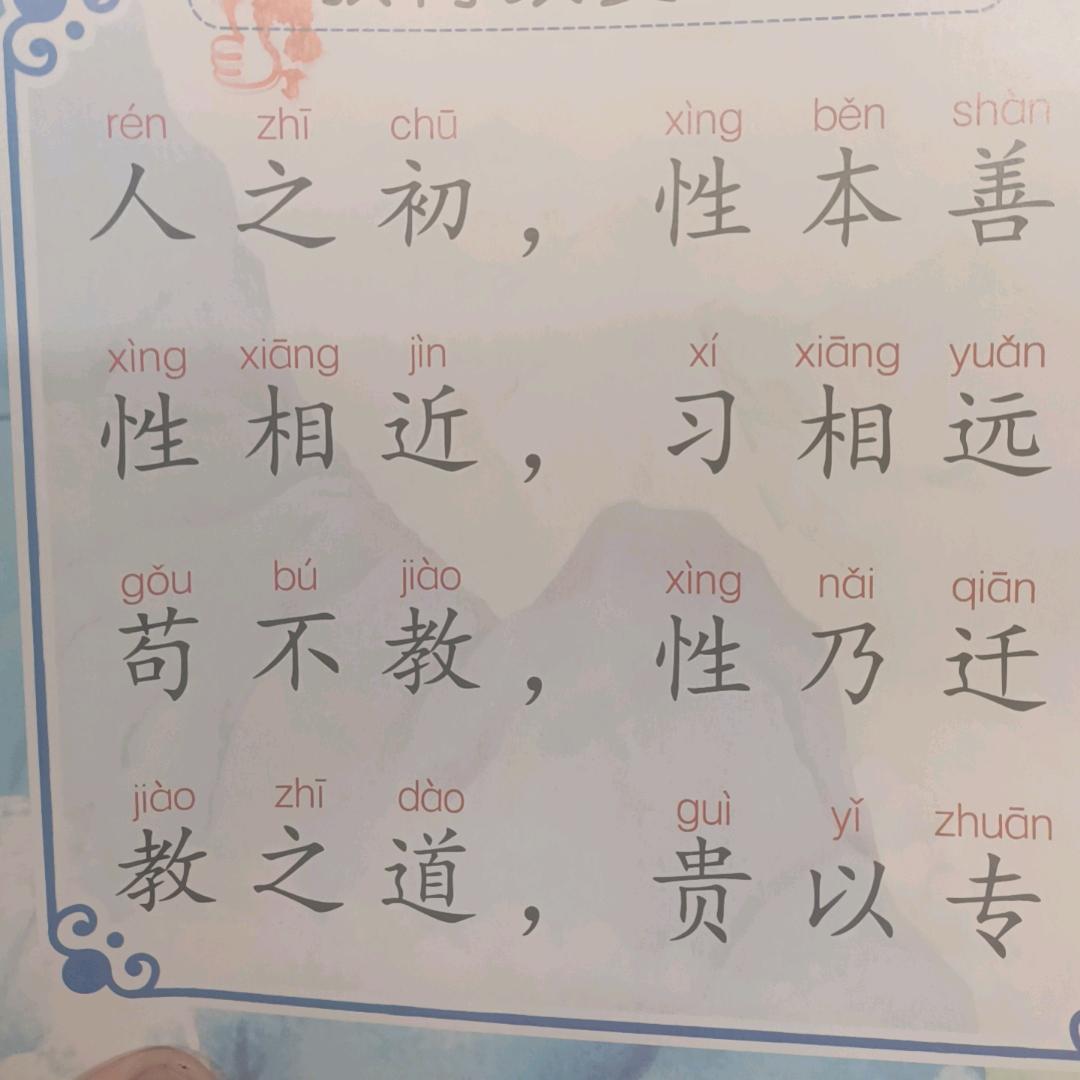 rén zhī chū xìng běn shàn
人之初，性本善
xìng xiāng jìn xí xiāng yuǎn
性相近，习相远
gǒu bú jiào xìng nǎi qiān
苟不教，性乃迁
jiào zhī dào guì yǐ zhuān
教之道，贵以专